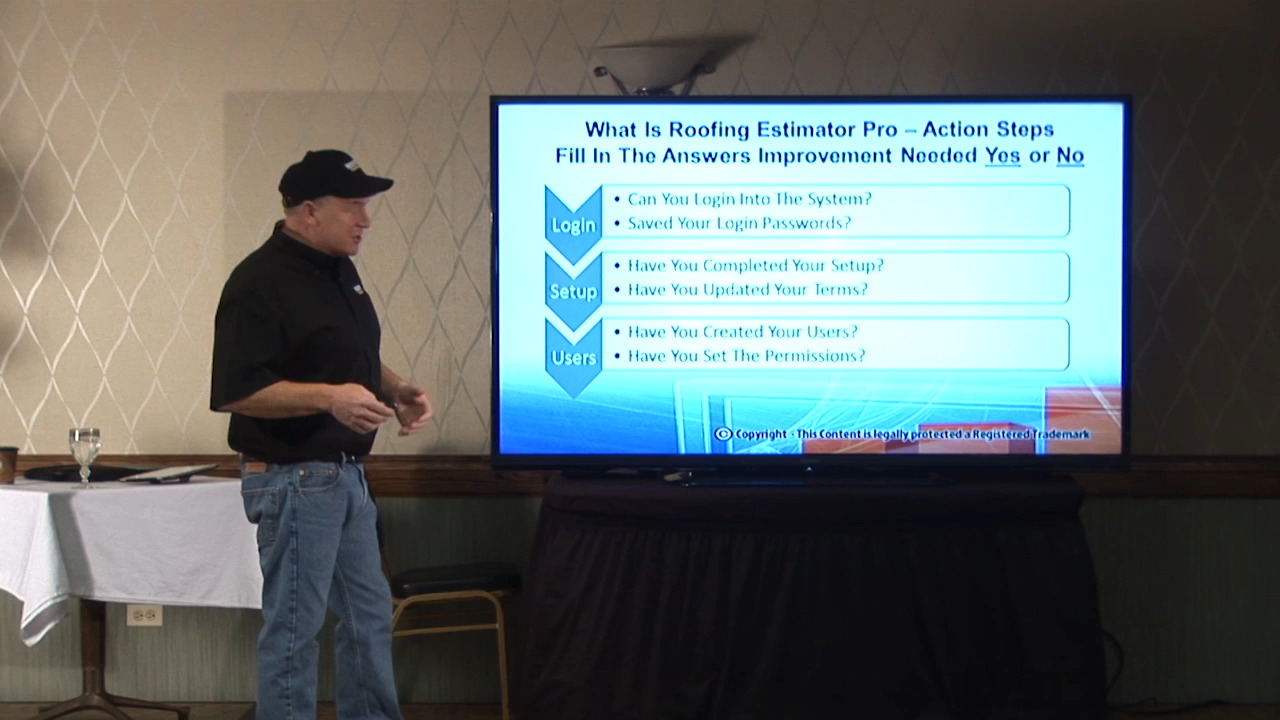 What Is Roofing Estimator Pro – Action Steps
Fill In The Answers Improvement Needed Yes or No
Login
• Can You Login Into The System?
• Saved Your Login Passwords?
Setup
• Have You Completed Your Setup?
• Have You Updated Your Terms?
Users
• Have You Created Your Users?
• Have You Set The Permissions?
© Copyright - This Content is legally protected a Registered Trademark